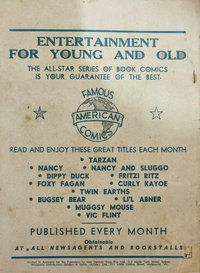 ENTERTAINMENT
FOR YOUNG AND OLD
THE ALL-STAR SERIES OF BOOK COMICS
IS YOUR GUARANTEE OF THE BEST
FAMOUS
AMERICAN
COMICS
READ AND ENJOY THESE GREAT TITLES EACH MONTH
• TARZAN
• NANCY • NANCY AND SLUGGO
• DIPPY DUCK • FRITZI RITZ
• FOXY FAGAN • CURLY KAYOE
• TWIN EARTHS
• BUGSEY BEAR • LI'L ABNER
• MUGGSY MOUSE
• VIC FLINT
PUBLISHED EVERY MONTH
Obtainable
AT ALL NEWSAGENTS AND BOOKSTALLS